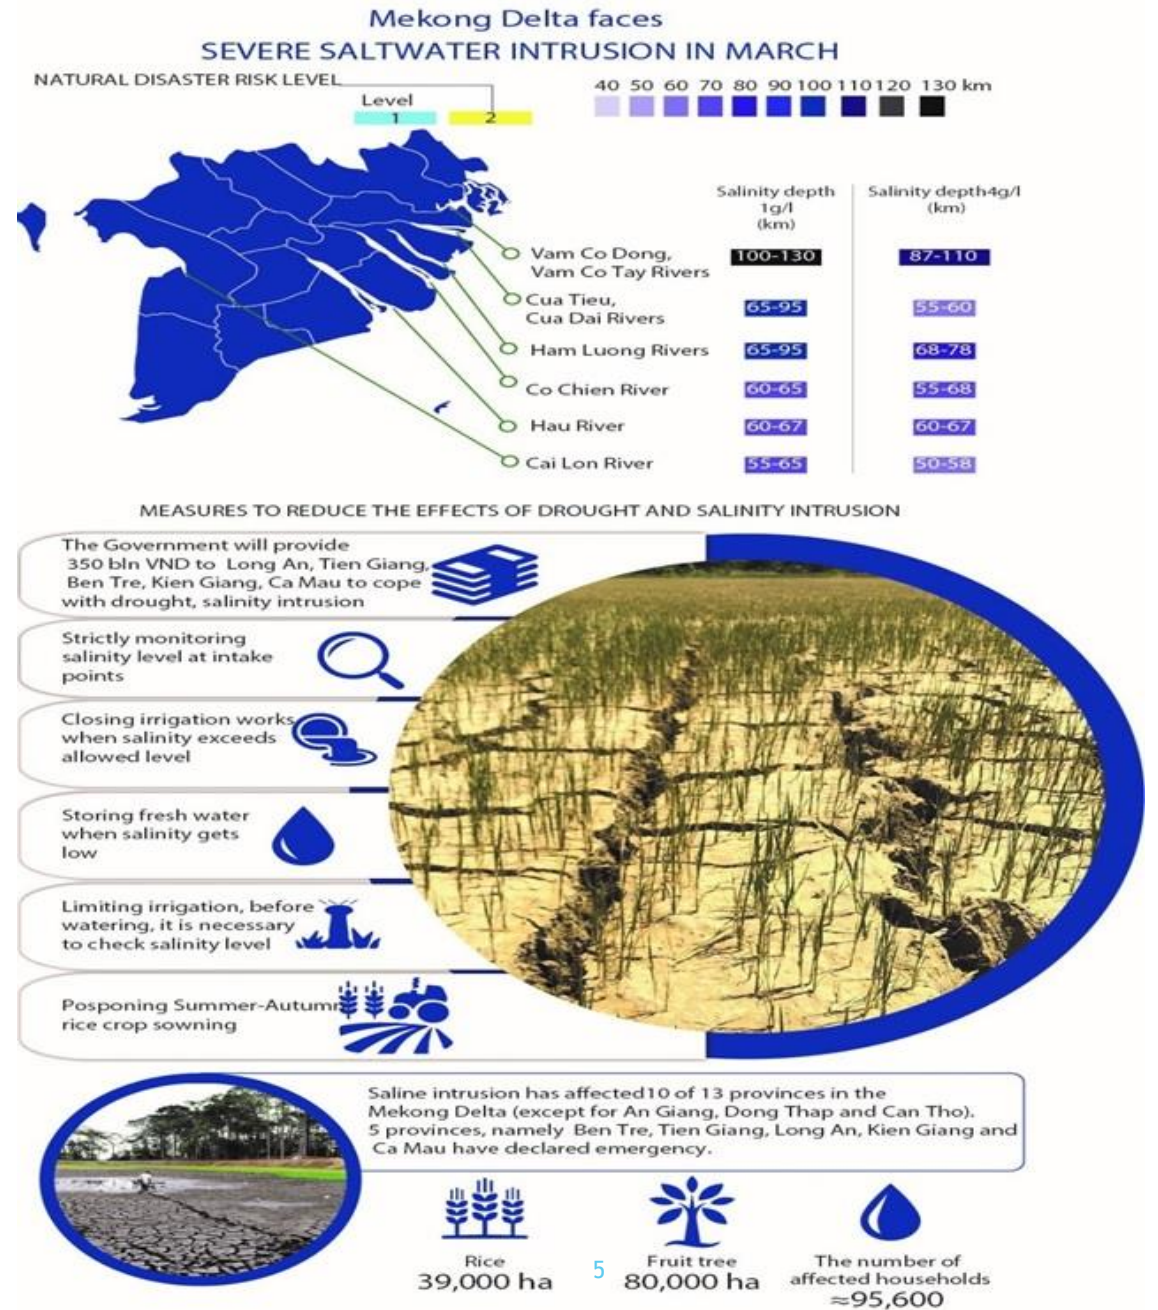 Mekong Delta faces
SEVERE SALTWATER INTRUSION IN MARCH
NATURAL DISASTER RISK LEVEL
Level
1
2
40 50 60 70 80 90 100 110 120 130 km
Salinity depth
1g/l
(km)
Salinity depth4g/l
(km)
Vam Co Dong,
Vam Co Tay Rivers
100-130
87-110
Cua Tieu,
Cua Dai Rivers
65-95
55-60
Ham Luong Rivers
65-95
68-78
Co Chien River
60-65
55-68
Hau River
60-67
60-67
Cai Lon River
55-65
50-58
MEASURES TO REDUCE THE EFFECTS OF DROUGHT AND SALINITY INTRUSION
The Government will provide
350 bln VND to Long An, Tien Giang,
Ben Tre, Kien Giang, Ca Mau to cope
with drought, salinity intrusion
Strictly monitoring
salinity level at intake
points
Closing irrigation works
when salinity exceeds
allowed level
Storing fresh water
when salinity gets
low
Limiting irrigation, before
watering, it is necessary
to check salinity level
Posponing Summer-Autumn
rice crop sowning
Saline intrusion has affected10 of 13 provinces in the
Mekong Delta (except for An Giang, Dong Thap and Can Tho).
5 provinces, namely Ben Tre, Tien Giang, Long An, Kien Giang and
Ca Mau have declared emergency.
Rice
39,000 ha
5
Fruit tree
80,000 ha
The number of
affected households
≈95,600